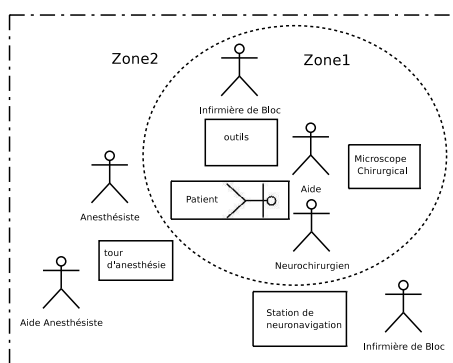 Zone2
Zone1
Infirmière de Bloc
outils
Microscope
Chirurgical
Aide
Patient
Anesthésiste
tour
d'anesthésie
Neurochirurgien
Aide Anesthésiste
Station de
neuronavigation
Infirmière de Bloc